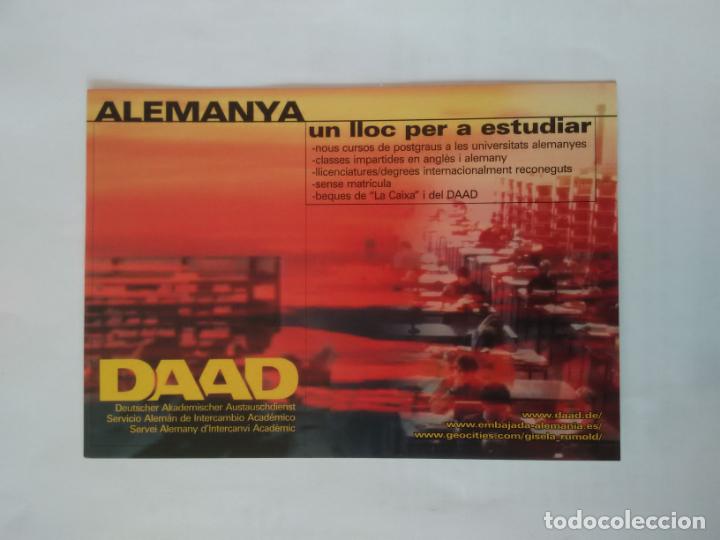 ALEMANYA
un lloc per a estudiar
-nous cursos de postgraus a les universitats alemanyes
-classes impartides en anglès i alemany
-llicenciatures/degrees internacionalment reconeguts
-sense matrícula
-beques de "La Caixa" i del DAAD
DAAD
Deutscher Akademischer Austauschdienst
Servicio Alemán de Intercambio Académico
Servei Alemany d'Intercanvi Acadèmic
www.daad.de/
www.embajada-alemania.es/
www.geocities.com/gisela_rumold/
todocoleccion